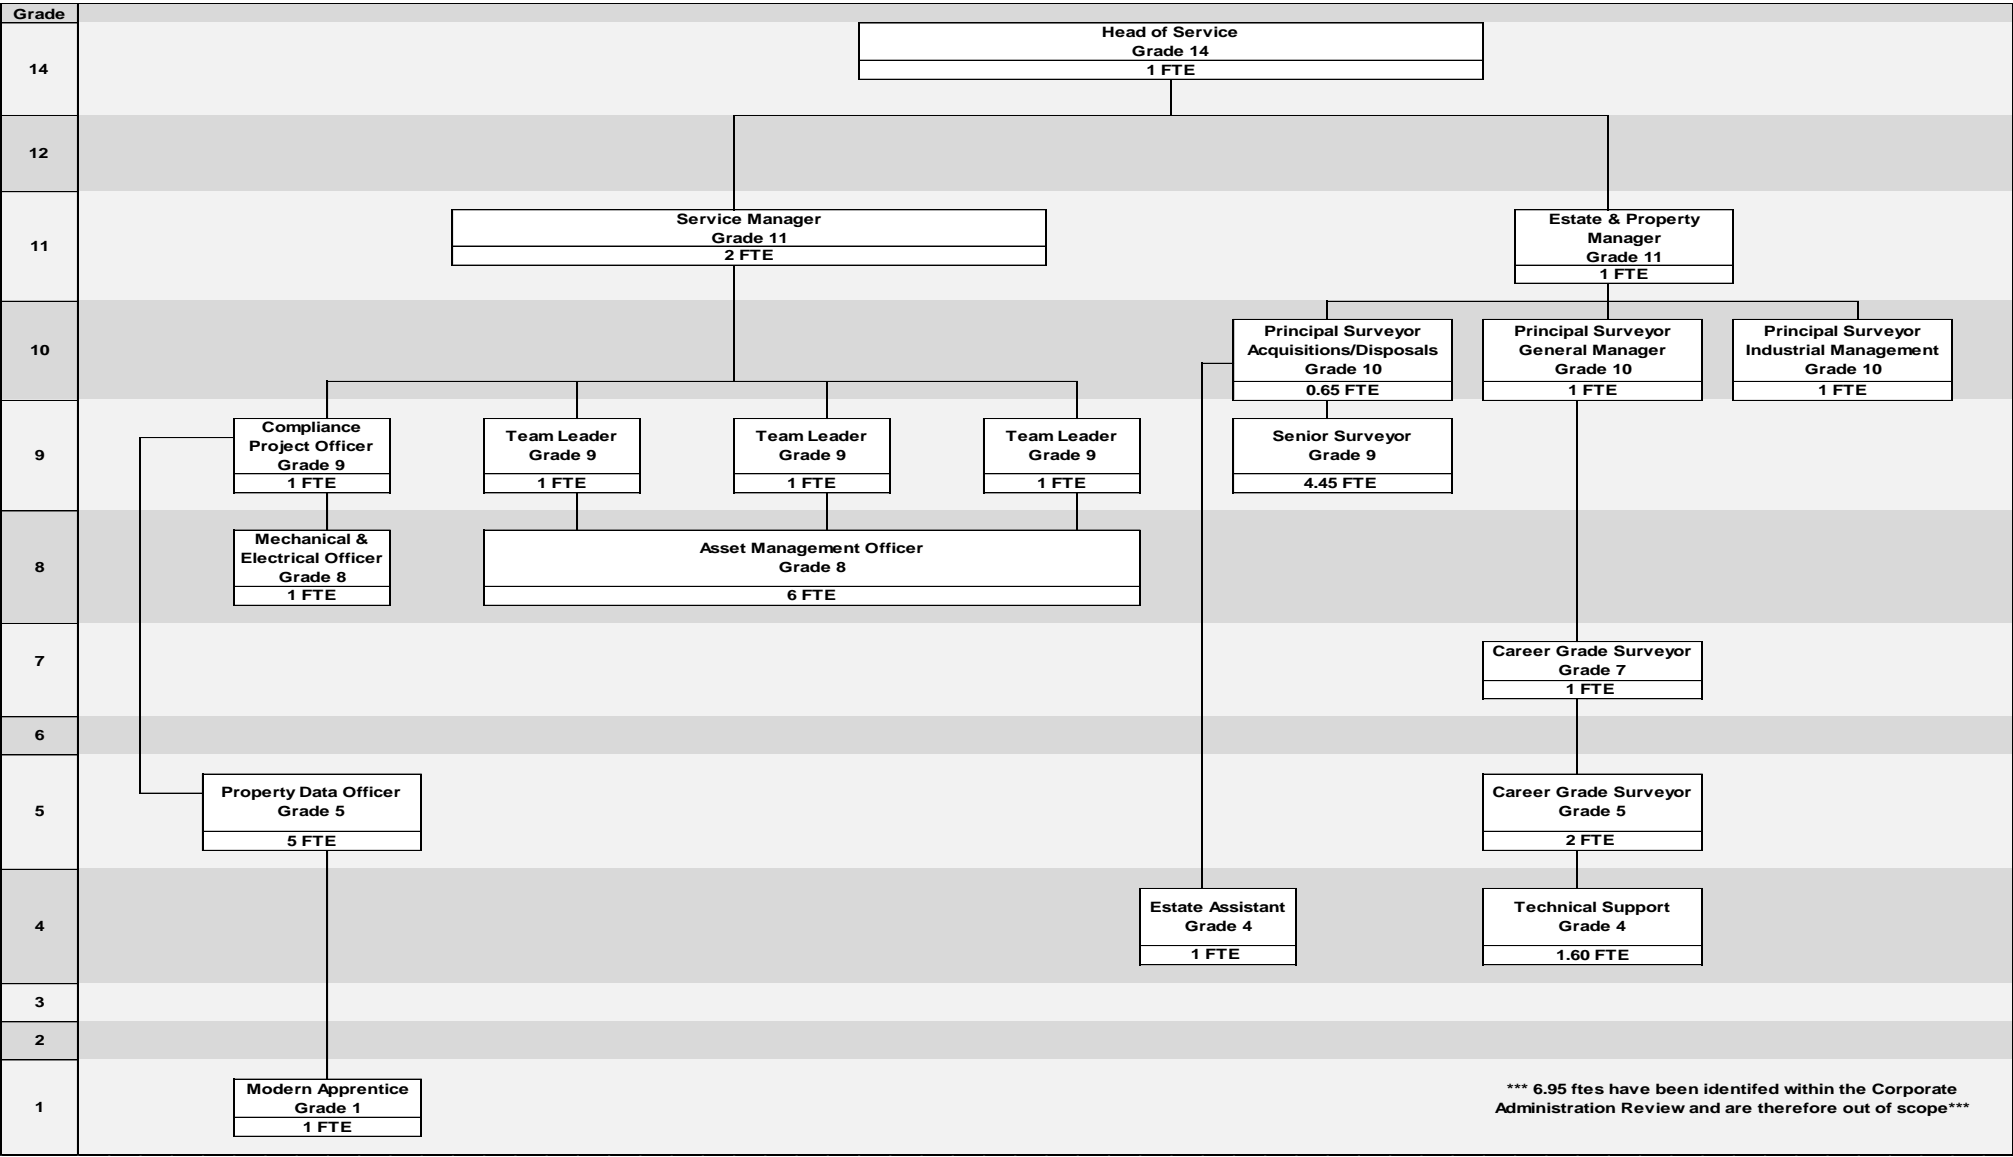 Grade
14
Head of Service
Grade 14
1 FTE
12
11
Service Manager
Grade 11
2 FTE
Estate & Property
Manager
Grade 11
1 FTE
10
Principal Surveyor
Acquisitions/Disposals
Grade 10
0.65 FTE
Principal Surveyor
General Manager
Grade 10
1 FTE
Principal Surveyor
Industrial Management
Grade 10
1 FTE
9
Compliance
Project Officer
Grade 9
1 FTE
Team Leader
Grade 9
1 FTE
Team Leader
Grade 9
1 FTE
Team Leader
Grade 9
1 FTE
Senior Surveyor
Grade 9
4.45 FTE
8
Mechanical &
Electrical Officer
Grade 8
1 FTE
Asset Management Officer
Grade 8
6 FTE
7
Career Grade Surveyor
Grade 7
1 FTE
6
5
Property Data Officer
Grade 5
5 FTE
Career Grade Surveyor
Grade 5
2 FTE
4
Estate Assistant
Grade 4
1 FTE
Technical Support
Grade 4
1.60 FTE
3
2
1
Modern Apprentice
Grade 1
1 FTE
*** 6.95 ftes have been identifed within the Corporate
Administration Review and are therefore out of scope***